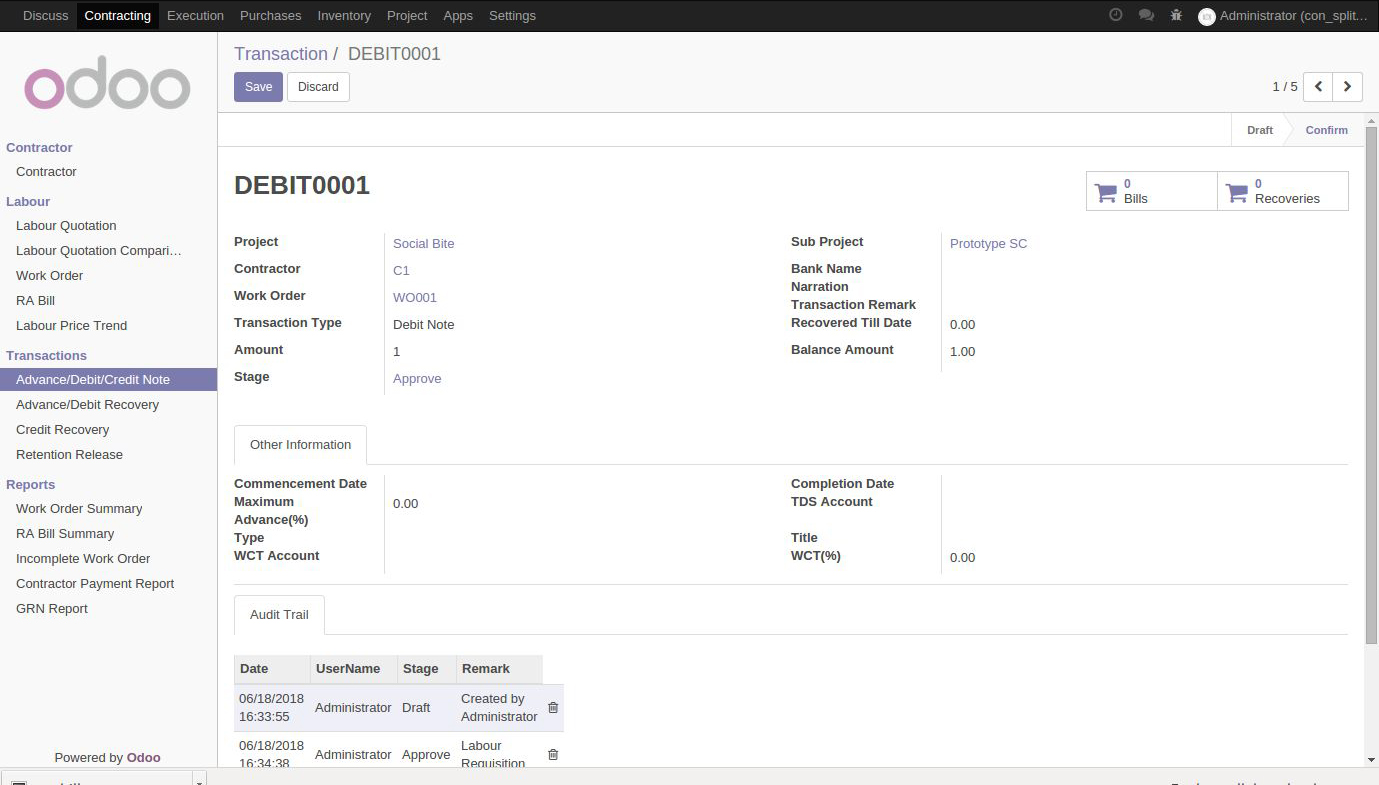 Discuss Contracting Execution Purchases Inventory Project Apps Settings Administrator (con_split...
odoo
Transaction / DEBIT0001
Save Discard
1 / 5
Draft Confirm
Contractor
Contractor
Labour
Labour Quotation
Labour Quotation Compari...
Work Order
RA Bill
Labour Price Trend
Transactions
Advance/Debit/Credit Note
Advance/Debit Recovery
Credit Recovery
Retention Release
Reports
Work Order Summary
RA Bill Summary
Incomplete Work Order
Contractor Payment Report
GRN Report
Powered by Odoo
DEBIT0001
0 Bills
0 Recoveries
Project Social Bite
Contractor C1
Work Order WO001
Transaction Type Debit Note
Amount 1
Stage Approve
Sub Project Prototype SC
Bank Name
Narration
Transaction Remark
Recovered Till Date 0.00
Balance Amount 1.00
Other Information
Commencement Date
Maximum 0.00
Advance(%)
Type
WCT Account
Completion Date
TDS Account
Title
WCT(%) 0.00
Audit Trail
Date UserName Stage Remark
06/18/2018 16:33:55 Administrator Draft Created by Administrator
06/18/2018 16:34:38 Administrator Approve Labour Requisition